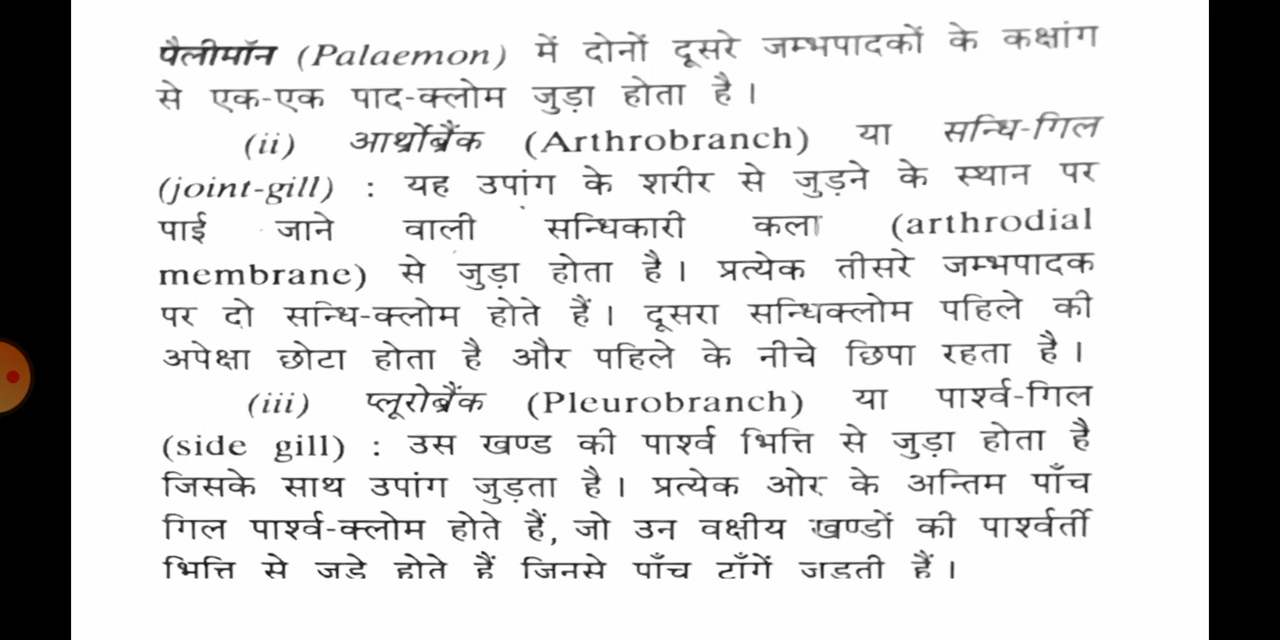 पैलीमॉन (Palaemon) में दोनों दूसरे जम्भपादकों के कक्षांग
से एक-एक पाद-क्लोम जुड़ा होता है ।
(ii) आर्थ्रोब्रैंक (Arthrobranch) या सन्धि-गिल
(joint-gill) : यह उपांग के शरीर से जुड़ने के स्थान पर
पाई जाने वाली सन्धिकारी कला (arthrodial
membrane) से जुड़ा होता है । प्रत्येक तीसरे जम्भपादक
पर दो सन्धि-क्लोम होते हैं । दूसरा सन्धिक्लोम पहिले की
अपेक्षा छोटा होता है और पहिले के नीचे छिपा रहता है ।
(iii) प्लूरोब्रैंक (Pleurobranch) या पार्श्व-गिल
(side gill) : उस खण्ड की पार्श्व भित्ति से जुड़ा होता है
जिसके साथ उपांग जुड़ता है । प्रत्येक ओर के अन्तिम पाँच
गिल पार्श्व-क्लोम होते हैं, जो उन वक्षीय खण्डों की पार्श्वर्ती
भित्ति से जुड़े होते हैं जिनसे पाँच टाँगें जुड़ती हैं ।